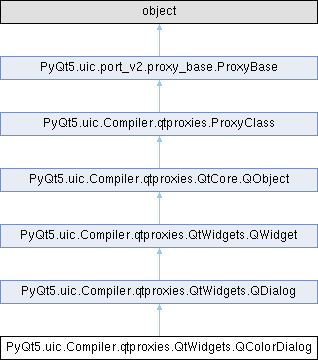 object
PyQt5.uic.port_v2.proxy_base.ProxyBase
PyQt5.uic.Compiler.qtproxies.ProxyClass
PyQt5.uic.Compiler.qtproxies.QtCore.QObject
PyQt5.uic.Compiler.qtproxies.QtWidgets.QWidget
PyQt5.uic.Compiler.qtproxies.QtWidgets.QDialog
PyQt5.uic.Compiler.qtproxies.QtWidgets.QColorDialog